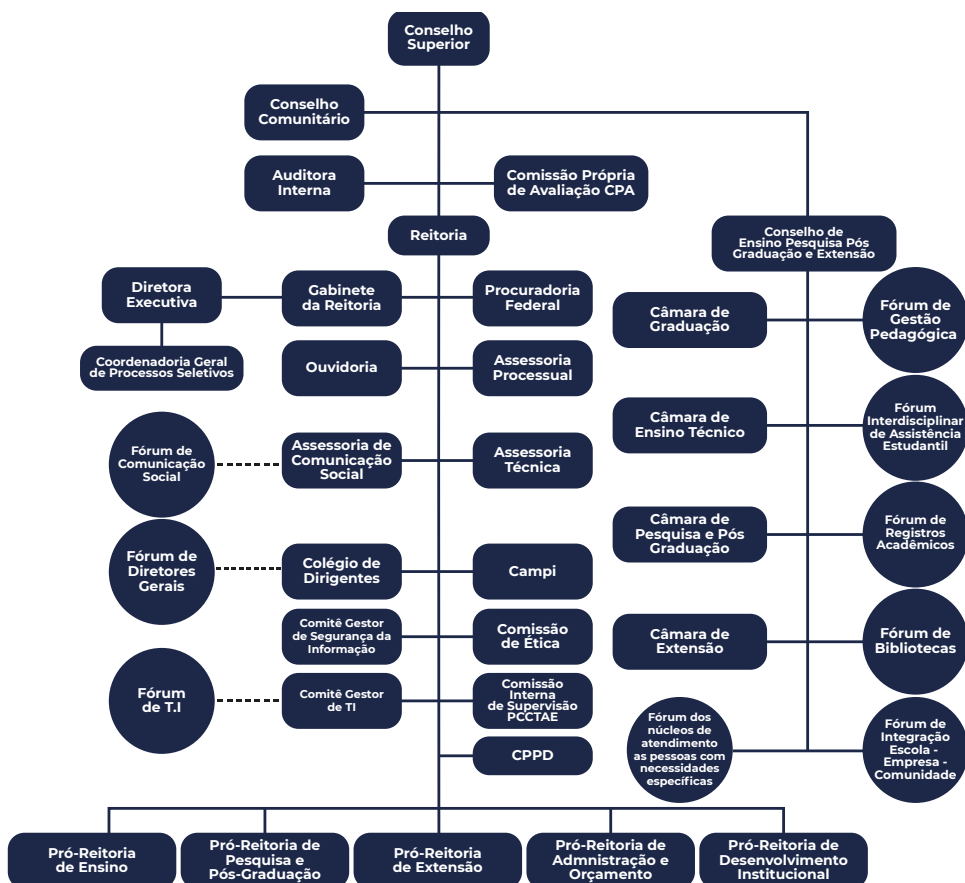 Conselho
Superior
Conselho
Comunitário
Auditora
Interna
Comissão Própria
de Avaliação CPA
Reitoria
Conselho de
Ensino Pesquisa Pós
Graduação e Extensão
Diretora
Executiva
Gabinete
da Reitoria
Procuradoria
Federal
Coordenadoria Geral
de Processos Seletivos
Ouvidoria
Assessoria
Processual
Fórum de
Comunicação
Social
Assessoria de
Comunicação
Social
Assessoria
Técnica
Fórum de
Diretores
Gerais
Colégio de
Dirigentes
Campi
Comitê Gestor
de Segurança da
Informação
Comissão
de Ética
Fórum
de T.I
Comitê Gestor
de TI
Comissão
Interna
de Supervisão
PCCTAE
CPPD
Câmara de
Graduação
Fórum de
Gestão
Pedagógica
Câmara de
Ensino Técnico
Fórum
Interdisciplinar
de Assistência
Estudantil
Câmara de
Pesquisa e Pós
Graduação
Fórum de
Registros
Acadêmicos
Câmara de
Extensão
Fórum de
Bibliotecas
Fórum dos
núcleos de
atendimento
as pessoas com
necessidades
específicas
Fórum de
Integração
Escola -
Empresa -
Comunidade
Pró-Reitoria
de Ensino
Pró-Reitoria de
Pesquisa e
Pós-Graduação
Pró-Reitoria
de Extensão
Pró-Reitoria de
Admnistração e
Orçamento
Pró-Reitoria de
Desenvolvimento
Institucional